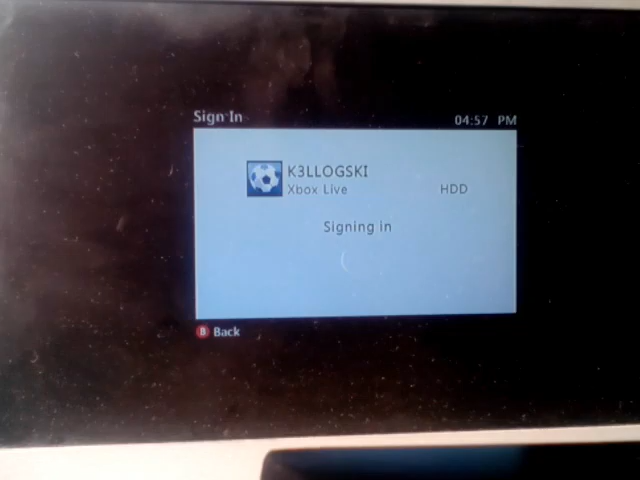 Sign In
04:57 PM
K3LLOGSKI
Xbox Live
HDD
Signing in
B Back